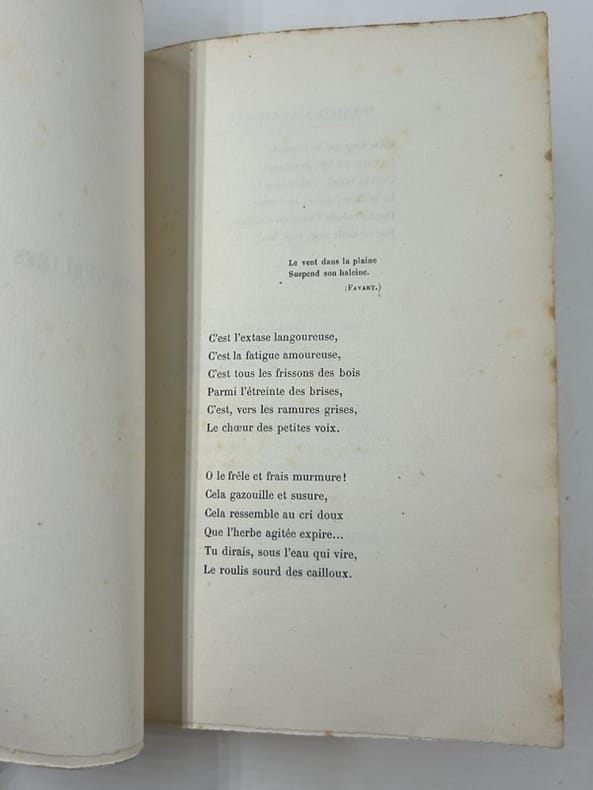 Le vent dans la plaine
Suspend son haleine.
(Favart.)
C'est l'extase langoureuse,
C'est la fatigue amoureuse,
C'est tous les frissons des bois
Parmi l'étreinte des brises,
C'est, vers les ramures grises,
Le chœur des petites voix.
O le frêle et frais murmure!
Cela gazouille et susure,
Cela ressemble au cri doux
Que l'herbe agitée expire...
Tu dirais, sous l'eau qui vire,
Le roulis sourd des cailloux.